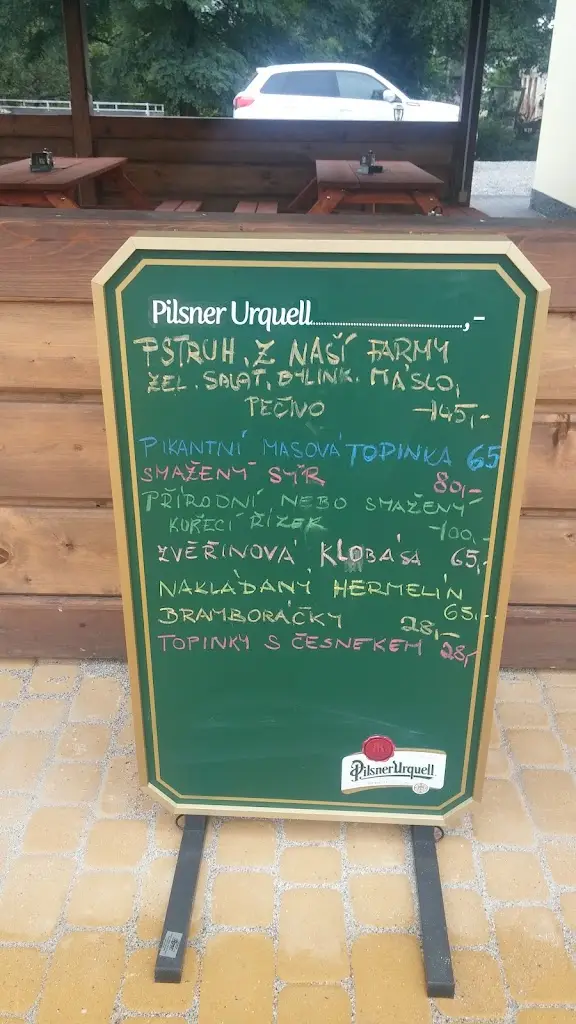 Pilsner Urquell........................................,-
PSTRUH, Z NAŠÍ FARMY
ZEL. SALÁT, BYLINK. MÁSLO,
PEČIVO -145,-
PIKANTNÍ MASOVÁ TOPINKA 65
SMAŽENÝ SÝR 80,-
PŘÍRODNÍ NEBO SMAŽENÝ
KUŘECÍ ŘÍZEK -100,-
ZVĚŘINOVÁ KLOBÁSA 65,-
NAKLÁDANÝ HERMELÍN
65,-
BRAMBORÁČKY 28,-
TOPINKY S ČESNEKEM 28,-
Pilsner Urquell